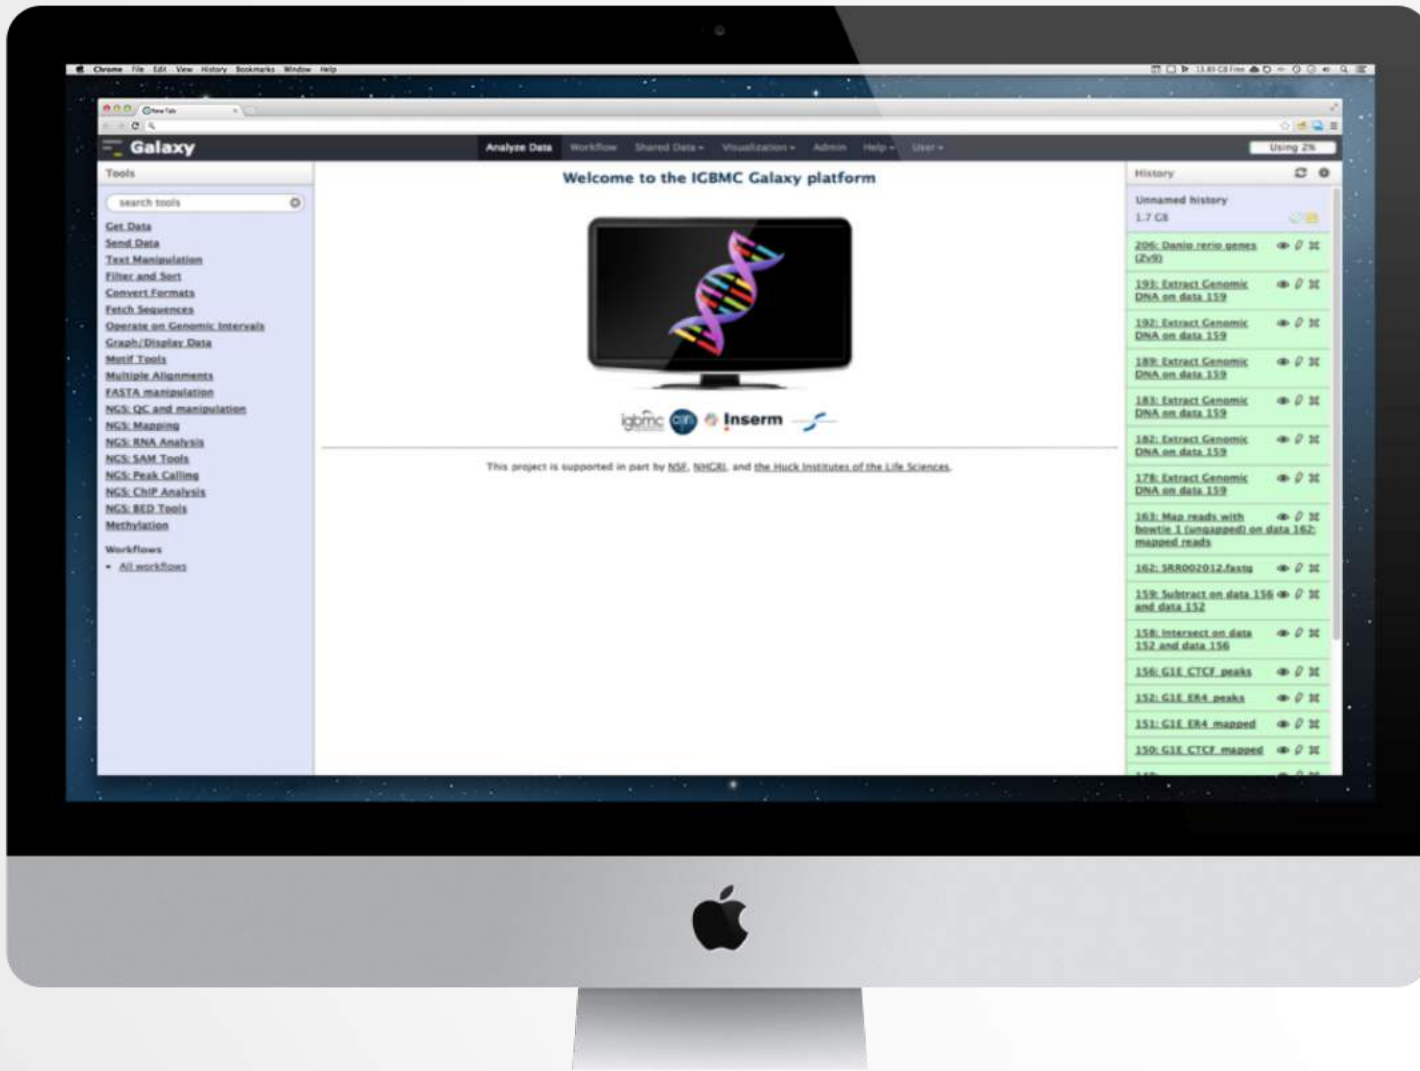 Chrome File Edit View History Bookmarks Window Help
New Tab
Galaxy
Analyze Data Workflow Shared Data Visualization Admin Help User
Using 2%
Tools
search tools
Get Data
Send Data
Text Manipulation
Filter and Sort
Convert Formats
Fetch Sequences
Operate on Genomic Intervals
Graph/Display Data
Motif Tools
Multiple Alignments
FASTA manipulation
NGS: QC and manipulation
NGS: Mapping
NGS: RNA Analysis
NGS: SAM Tools
NGS: Peak Calling
NGS: ChIP Analysis
NGS: BED Tools
Methylation
Workflows
All workflows
Welcome to the IGBMC Galaxy platform
igbmc
Inserm
This project is supported in part by NSF, NHGRI, and the Huck Institutes of the Life Sciences.
History
Unnamed history
1.7 GB
206: Danio rerio genes
(Zv9)
193: Extract Genomic
DNA on data 159
192: Extract Genomic
DNA on data 159
189: Extract Genomic
DNA on data 159
183: Extract Genomic
DNA on data 159
182: Extract Genomic
DNA on data 159
178: Extract Genomic
DNA on data 159
163: Map reads with
bowtie 1 (ungapped) on data 162:
mapped reads
162: SRR002012.fastq
159: Subtract on data 156
and data 152
158: Intersect on data
152 and data 156
156: G1E CTCF peaks
152: G1E ER4 peaks
151: G1E ER4 mapped
150: G1E CTCF mapped